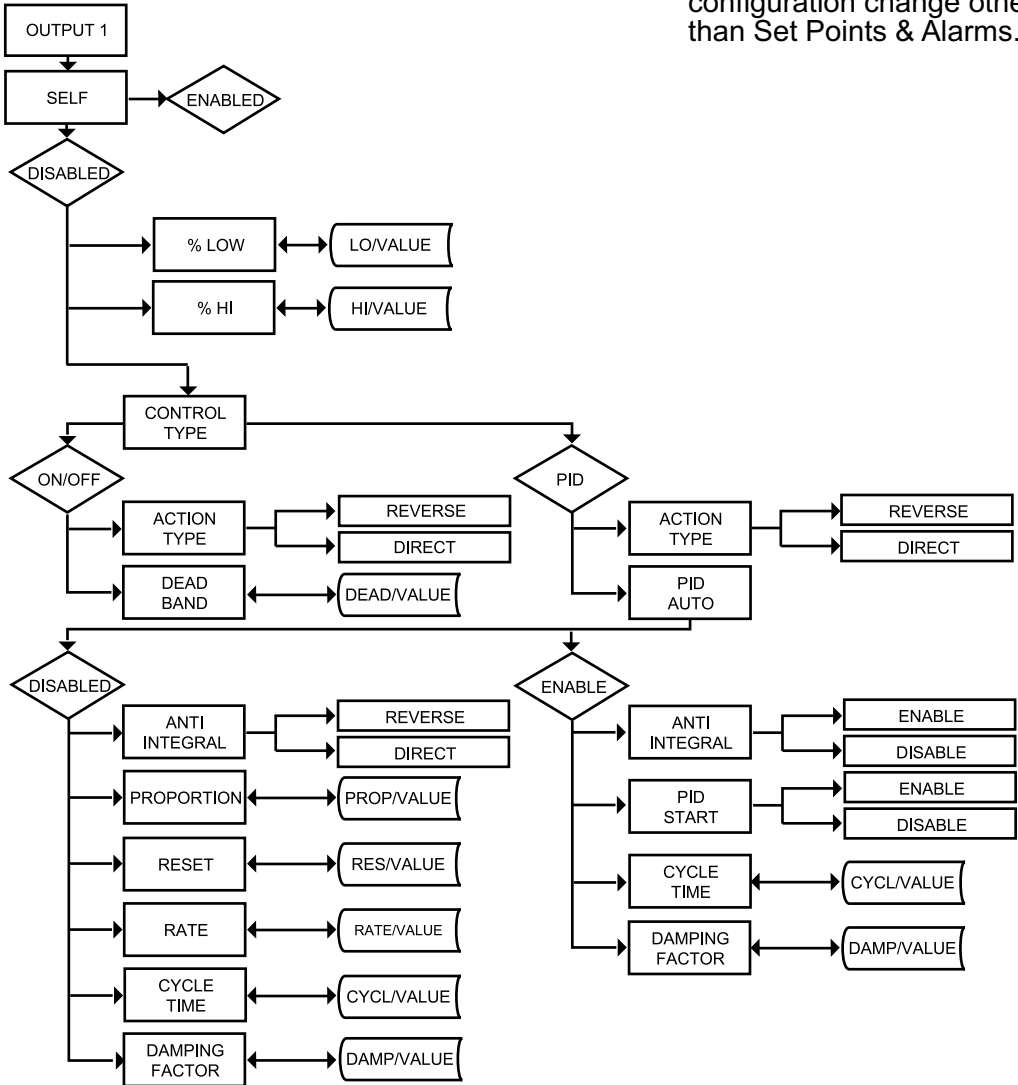 configuration change othe
than Set Points & Alarms.
OUTPUT 1
SELF
ENABLED
DISABLED
% LOW
LO/VALUE
% HI
HI/VALUE
CONTROL
TYPE
ON/OFF
PID
ACTION
TYPE
REVERSE
DIRECT
ACTION
TYPE
REVERSE
DIRECT
DEAD
BAND
DEAD/VALUE
PID
AUTO
DISABLED
ENABLE
ANTI
INTEGRAL
REVERSE
DIRECT
PROPORTION
PROP/VALUE
RESET
RES/VALUE
RATE
RATE/VALUE
CYCLE
TIME
CYCL/VALUE
DAMPING
FACTOR
DAMP/VALUE
ANTI
INTEGRAL
ENABLE
DISABLE
PID
START
ENABLE
DISABLE
CYCLE
TIME
CYCL/VALUE
DAMPING
FACTOR
DAMP/VALUE